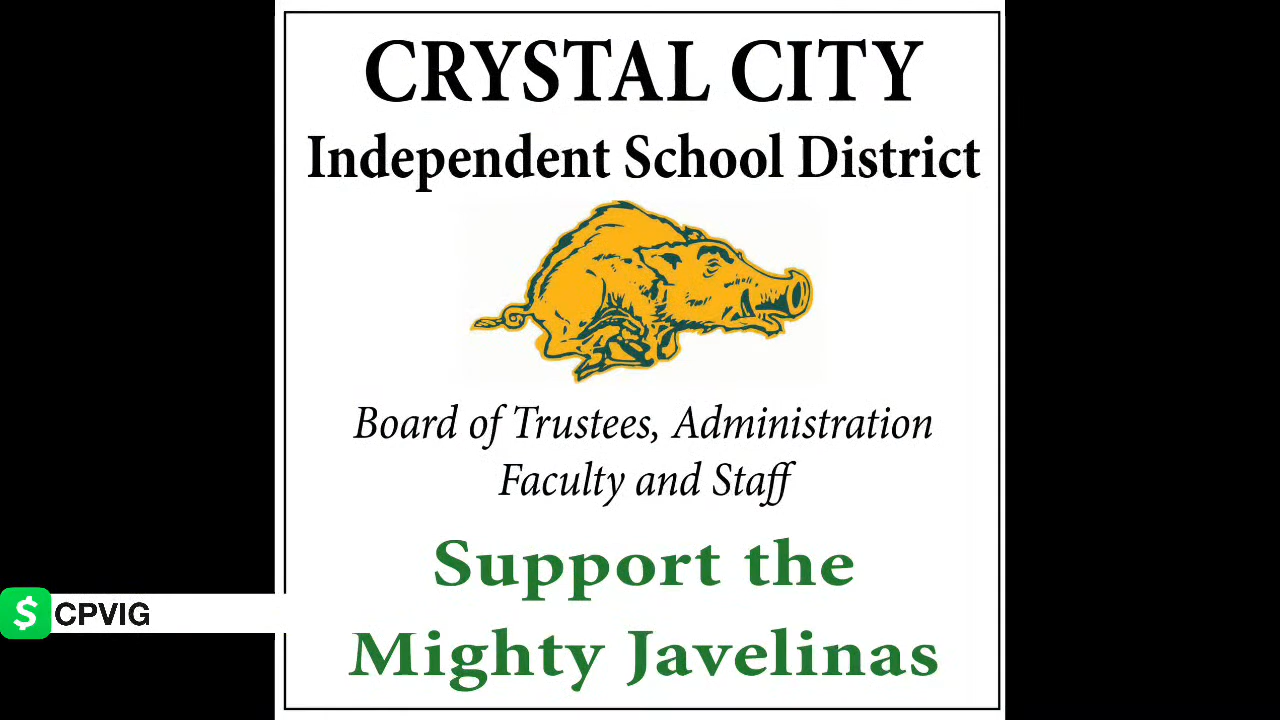 CRYSTAL CITY
Independent School District
Board of Trustees, Administration
Faculty and Staff
Support the
$ CPVIG
Mighty Javelinas